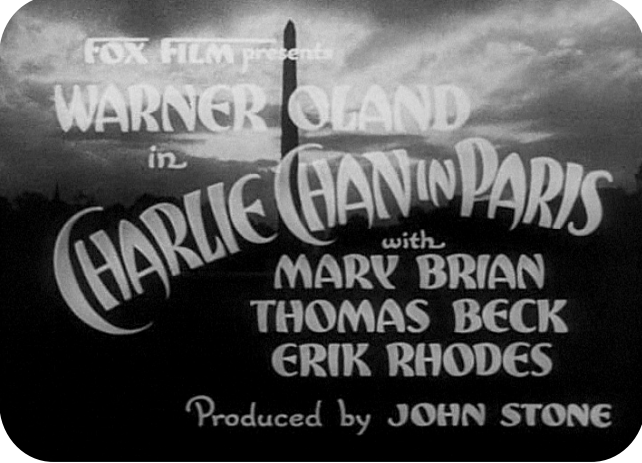 FOX FILM presents
WARNER OLAND
in
CHARLIE CHAN IN PARIS
with
MARY BRIAN
THOMAS BECK
ERIK RHODES
Produced by JOHN STONE